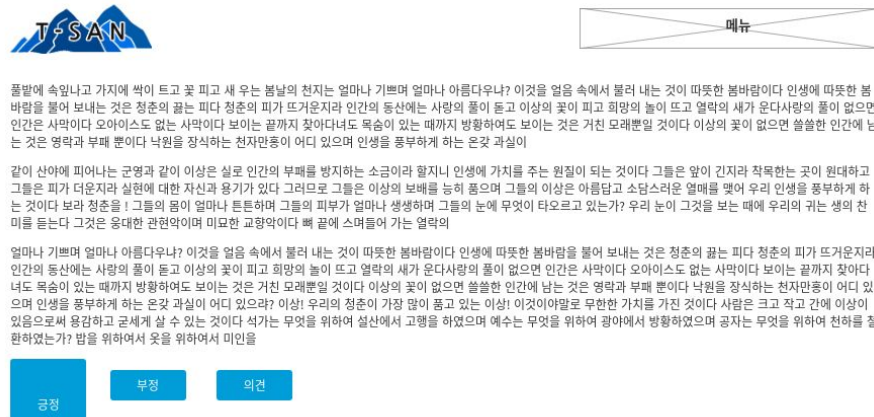 T-SAN
메뉴
풀밭에 속잎나고 가지에 싹이 트고 꽃 피고 새 우는 봄날의 천지는 얼마나 기쁘며 얼마나 아름다우냐? 이것을 얼음 속에서 불러 내는 것이 따뜻한 봄바람이다 인생에 따뜻한 봄
바람을 불어 보내는 것은 청춘의 끓는 피다 청춘의 피가 뜨거운지라 인간의 동산에는 사랑의 풀이 돋고 이상의 꽃이 피고 희망의 놀이 뜨고 열락의 새가 운다사랑의 풀이 없으면
인간은 사막이다 오아이스도 없는 사막이다 보이는 끝까지 찾아다녀도 목숨이 있는 때까지 방황하여도 보이는 것은 거친 모래뿐일 것이다 이상의 꽃이 없으면 쓸쓸한 인간에 남
는 것은 영락과 부패 뿐이다 낙원을 장식하는 천자만홍이 어디 있으며 인생을 풍부하게 하는 온갖 과실이
같이 산야에 피어나는 군영과 같이 이상은 실로 인간의 부패를 방지하는 소금이라 할지니 인생에 가치를 주는 원질이 되는 것이다 그들은 앞이 긴지라 착목한는 곳이 원대하고
그들은 피가 더운지라 실현에 대한 자신과 용기가 있다 그러므로 그들은 이상의 보배를 능히 품으며 그들의 이상은 아름답고 소담스러운 열매를 맺어 우리 인생을 풍부하게 하
는 것이다 보라 청춘을 ! 그들의 몸이 얼마나 튼튼하며 그들의 피부가 얼마나 생생하며 그들의 눈에 무엇이 타오르고 있는가? 우리 눈이 그것을 보는 때에 우리의 귀는 생의 찬
미를 듣는다 그것은 웅대한 관현악이며 미묘한 교향악이다 뼈 끝에 스며들어 가는 열락의
얼마나 기쁘며 얼마나 아름다우냐? 이것을 얼음 속에서 불러 내는 것이 따뜻한 봄바람이다 인생에 따뜻한 봄바람을 불어 보내는 것은 청춘의 끓는 피다 청춘의 피가 뜨거운지라
인간의 동산에는 사랑의 풀이 돋고 이상의 꽃이 피고 희망의 놀이 뜨고 열락의 새가 운다사랑의 풀이 없으면 인간은 사막이다 오아이스도 없는 사막이다 보이는 끝까지 찾아다
녀도 목숨이 있는 때까지 방황하여도 보이는 것은 거친 모래뿐일 것이다 이상의 꽃이 없으면 쓸쓸한 인간에 남는 것은 영락과 부패 뿐이다 낙원을 장식하는 천자만홍이 어디 있
으며 인생을 풍부하게 하는 온갖 과실이 어디 있으랴? 이상! 우리의 청춘이 가장 많이 품고 있는 이상! 이것이야말로 무한한 가치를 가진 것이다 사람은 크고 작고 간에 이상이
있음으로써 용감하고 굳세게 살 수 있는 것이다 석가는 무엇을 위하여 설산에서 고행을 하였으며 예수는 무엇을 위하여 광야에서 방황하였으며 공자는 무엇을 위하여 천하를 철
환하였는가? 밥을 위하여서 옷을 위하여서 미인을
긍정
부정
의견